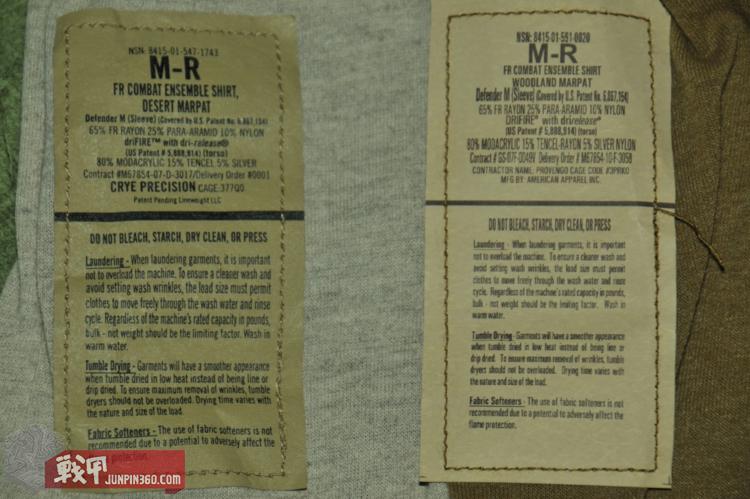 NSN: 8415-01-547-1743
M-R
FR COMBAT ENSEMBLE SHIRT,
DESERT MARPAT
Defender M (Sleeve) (Covered by U.S. Patent No. 6,867,154)
65% FR RAYON 25% PARA-ARAMID 10% NYLON
driFIRE™ with dri-release®
(US Patent # 5,888,914) (torso)
80% MODACRYLIC 15% TENCEL 5% SILVER
Contract #M67854-07-D-3017/Delivery Order #0001
CRYE PRECISION CAGE: 377Q0
Patent Pending Lineweight LLC
DO NOT BLEACH, STARCH, DRY CLEAN, OR PRESS
Laundering - When laundering garments, it is important
not to overload the machine. To ensure a cleaner wash and
avoid setting wash wrinkles, the load size must permit
clothes to move freely through the wash water and rinse
cycle. Regardless of the machine's rated capacity in pounds,
bulk - not weight should be the limiting factor. Wash in
warm water.
Tumble Drying - Garments will have a smoother appearance
when tumble dried in low heat instead of being line or
drip dried. To ensure maximum removal of wrinkles, tumble
dryers should not be overloaded. Drying time varies with
the nature and size of the load.
Fabric Softeners - The use of fabric softeners is not
recommended due to a potential to adversely affect the
protection.
NSN: 8415-01-591-0020
M-R
FR COMBAT ENSEMBLE SHIRT
WOODLAND MARPAT
Defender M (Sleeve) (Covered by U.S. Patent No. 6,867,154)
65% FR RAYON 25% PARA-ARAMID 10% NYLON
DRIFIRE® with drirelease®
(US Patent # 5,888,914) (torso)
80% MODACRYLIC 15% TENCEL-RAYON 5% SILVER NYLON
Contract # GS-07F-0049V Delivery Order # M67854-10-F-3058
CONTRACTOR NAME: PROVENGO CAGE CODE #3PRK0
MFG BY: AMERICAN APPAREL INC.
DO NOT BLEACH, STARCH, DRY CLEAN, OR PRESS
Laundering - When laundering garments, it is important
not to overload the machine. To ensure a cleaner wash and
avoid setting wash wrinkles, the load size must permit
clothes to move freely through the wash water and rinse
cycle. Regardless of the machine's rated capacity in pounds,
bulk - not weight should be the limiting factor. Wash in
warm water.
Tumble Drying - Garments will have a smoother appearance
when tumble dried in low heat instead of being line or
drip dried. To ensure maximum removal of wrinkles, tumble
dryers should not be overloaded. Drying time varies with
the nature and size of the load.
Fabric Softeners - The use of fabric softeners is not
recommended due to a potential to adversely affect the
flame protection.
戦甲 JUNPIN360.COM